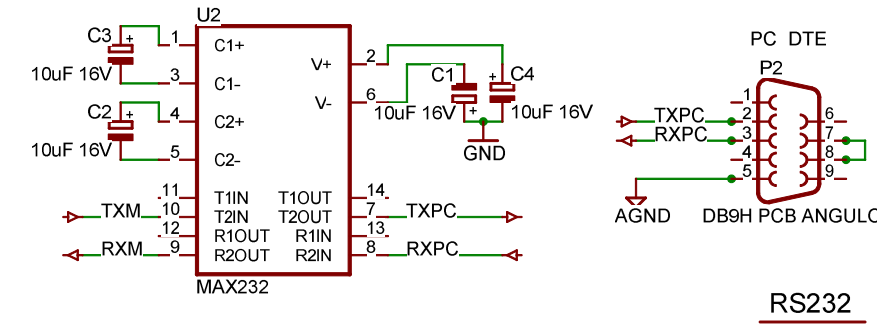 U2
C3
+
10uF 16V
1
C1+
3
C1-
C2
+
10uF 16V
4
C2+
5
C2-
V+
2
V-
6
C1
10uF 16V
+
C4
+
10uF 16V
GND
11
T1IN
T1OUT
14
TXM
10
T2IN
T2OUT
7
TXPC
12
R1OUT
R1IN
13
RXM
9
R2OUT
R2IN
8
RXPC
MAX232
PC DTE
P2
1
TXPC
2
6
RXPC
3
7
4
8
5
9
AGND
DB9H PCB ANGULO
RS232